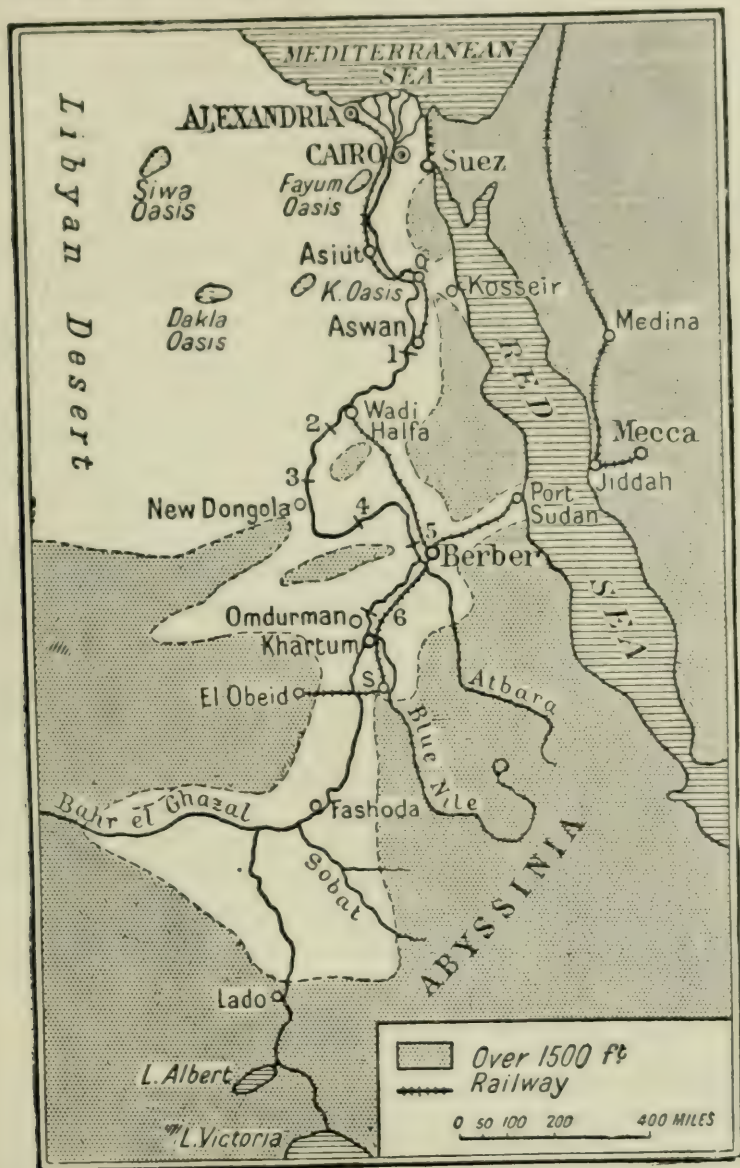 MEDITERRANEAN
SEA
Libyan Desert
ALEXANDRIA
CAIRO
Suez
Siwa
Oasis
Fayum
Oasis
Asiut
Q
Kosseir
K. Oasis
Dakla
Oasis
Aswan
1
Medina
RED
SEA
Wadi
Halfa
2
Mecca
Jiddah
3
New Dongola
4
Port
Sudan
5
Berber
Omdurman
6
Khartum
El Obeid
S
Atbara
Blue
Nile
Bahr el Ghazal
Fashoda
Sobat
ABYSSINIA
Lado
L. Albert
L. Victoria
Over 1500 ft
Railway
0 50 100 200 400 MILES